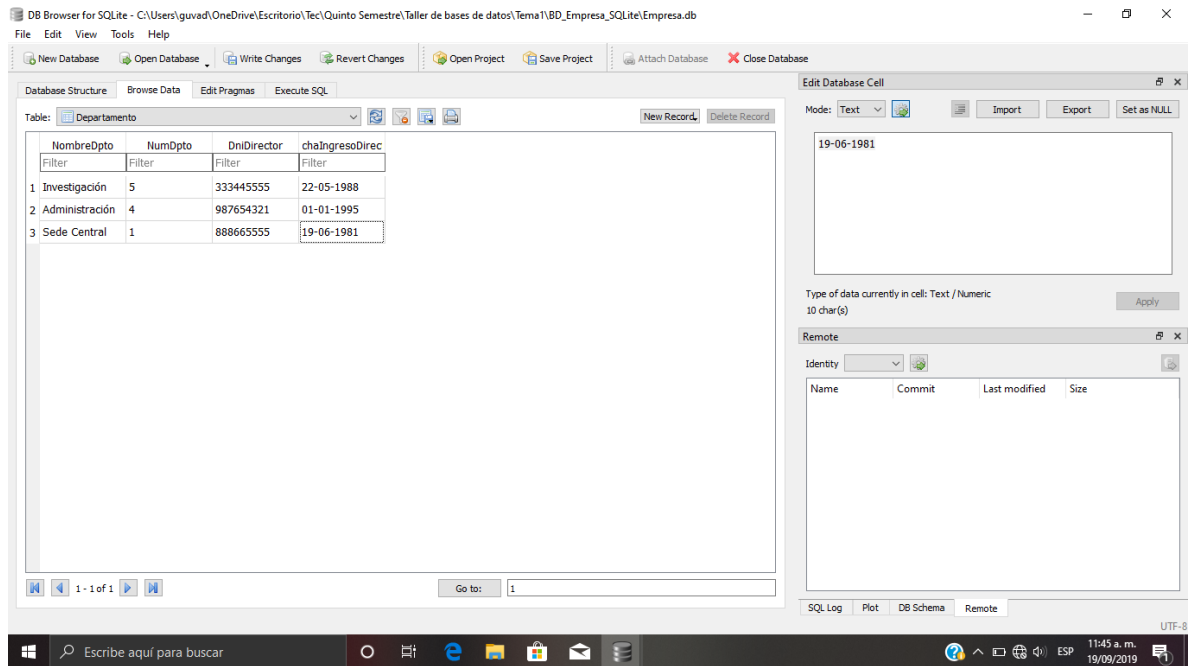 DB Browser for SQLite - C:\Users\guvad\OneDrive\Escritorio\Tec\Quinto Semestre\Taller de bases de datos\Tema1\BD_Empresa_SQLite\Empresa.db
File Edit View Tools Help
New Database Open Database Write Changes Revert Changes Open Project Save Project Attach Database Close Database
Database Structure Browse Data Edit Pragmas Execute SQL
Table: Departamento New Record Delete Record
NombreDpto NumDpto DniDirector chaIngresoDirec
Filter Filter Filter Filter
1 Investigación 5 333445555 22-05-1988
2 Administración 4 987654321 01-01-1995
3 Sede Central 1 888665555 19-06-1981
1 - 1 of 1 Go to: 1
Edit Database Cell
Mode: Text Import Export Set as NULL
19-06-1981
Type of data currently in cell: Text / Numeric
10 char(s)
Apply
Remote
Identity
Name Commit Last modified Size
SQL Log Plot DB Schema Remote
UTF-8
Escribe aquí para buscar
ESP
11:45 a. m.
19/09/2019
1